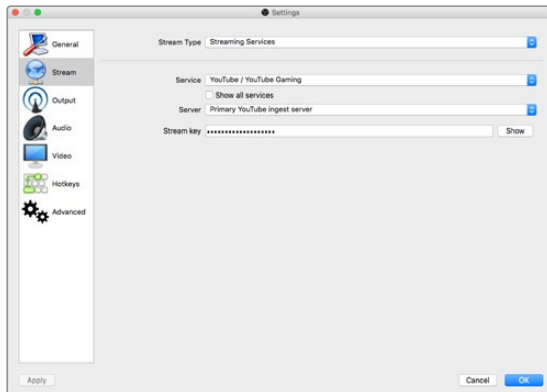 Settings
General
Stream
Output
Audio
Video
Hotkeys
Advanced
Stream Type Streaming Services
Service YouTube / YouTube Gaming
Show all services
Server Primary YouTube ingest server
Stream key ••••••••••••••••••• Show
Apply Cancel OK